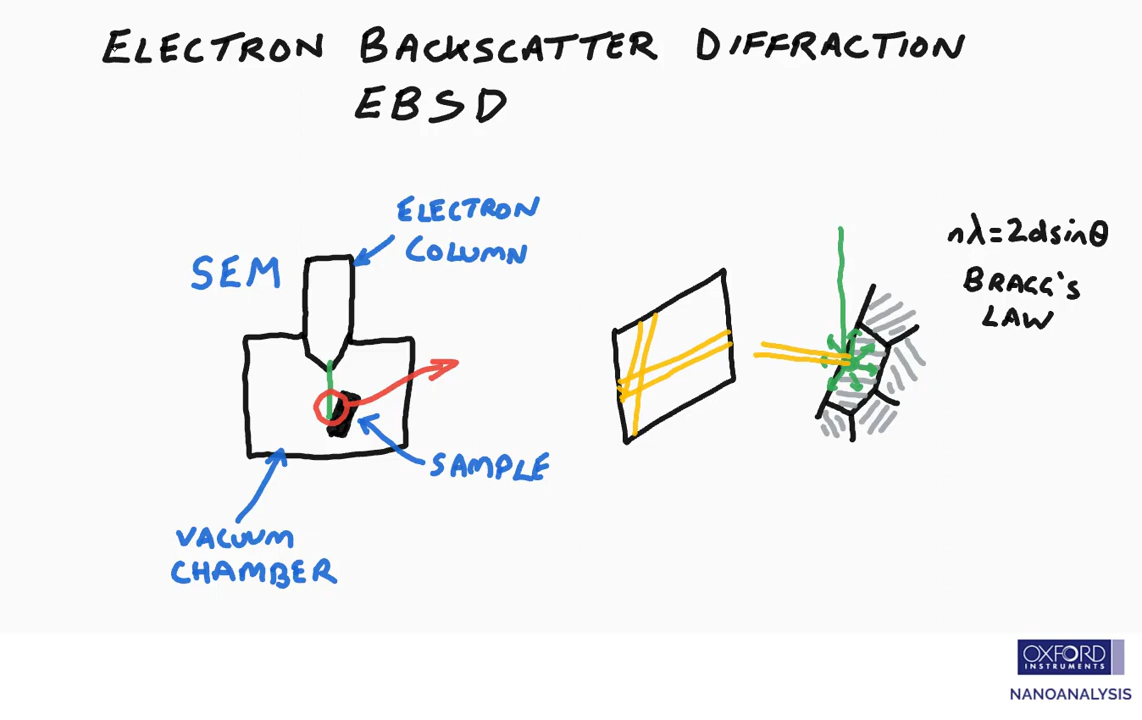 ELECTRON BACKSCATTER DIFFRACTION
EBSD
SEM
ELECTRON
COLUMN
SAMPLE
VACUUM
CHAMBER
nλ=2dsinθ
BRAGG'S
LAW
OXFORD
INSTRUMENTS
NANOANALYSIS